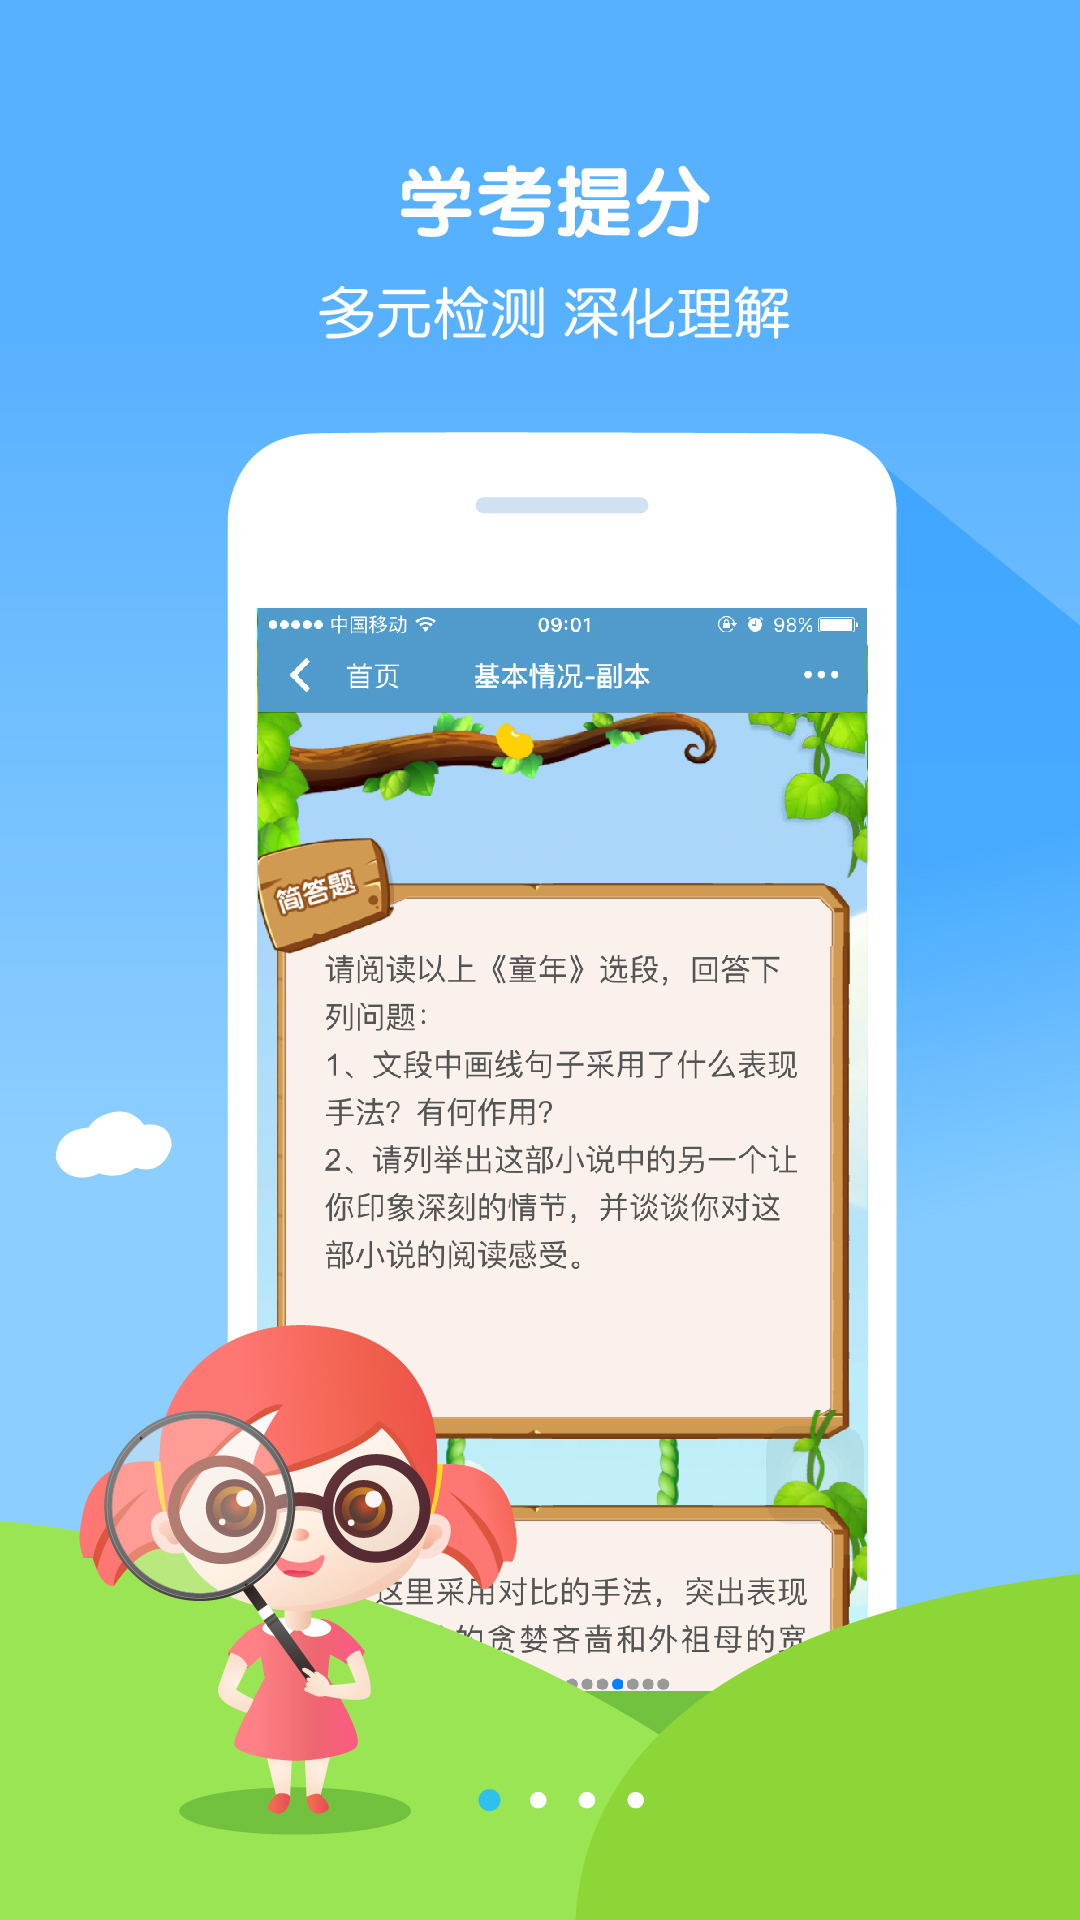 学考提分
多元检测 深化理解
中国移动 09:01 98%
首页 基本情况-副本
简答题
请阅读以上《童年》选段，回答下
列问题：
1、文段中画线句子采用了什么表现
手法？有何作用？
2、请列举出这部小说中的另一个让
你印象深刻的情节，并谈谈你对这
部小说的阅读感受。
这里采用对比的手法，突出表现
的贪婪吝啬和外祖母的宽